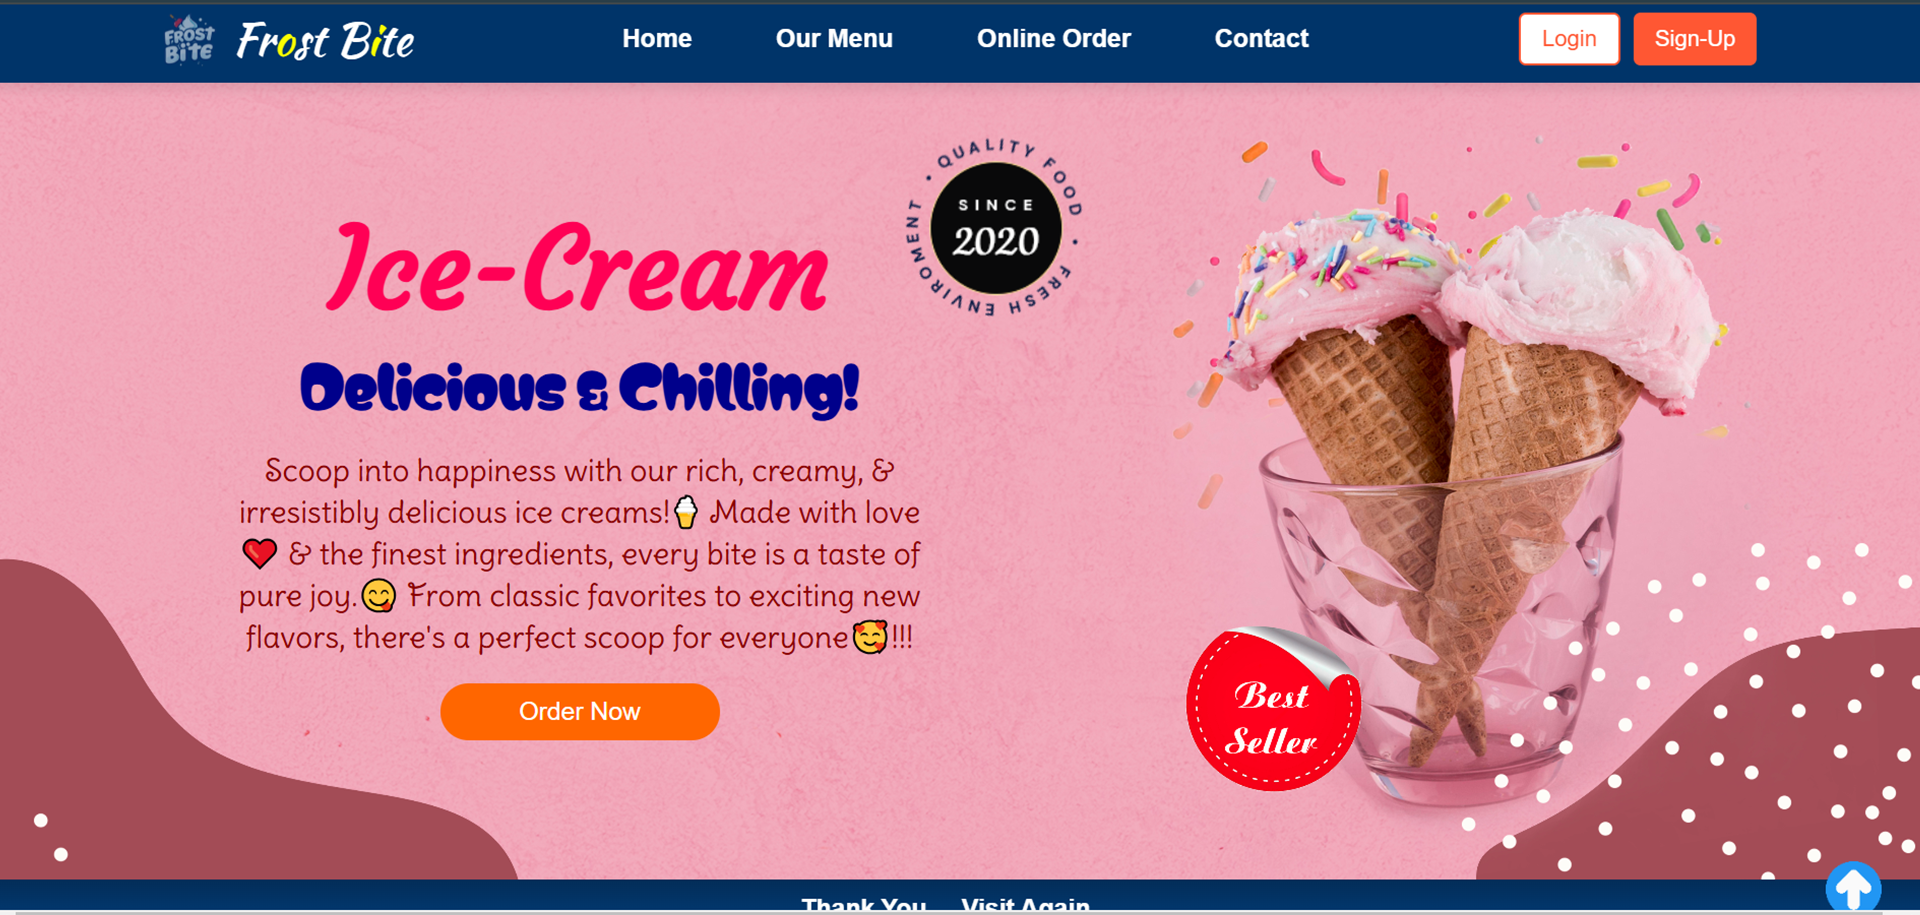 FROST
BiTE
Frost Bite
Home
Our Menu
Online Order
Contact
Login
Sign-Up
• QUALITY FOOD • FRESH ENVIROMENT
SINCE
2020
Ice-Cream
Delicious & Chilling!
Scoop into happiness with our rich, creamy, &
irresistibly delicious ice creams!🍦 Made with love
❤️ & the finest ingredients, every bite is a taste of
pure joy.😋 From classic favorites to exciting new
flavors, there's a perfect scoop for everyone🥰!!!
Order Now
Best
Seller
Thank You Visit Again